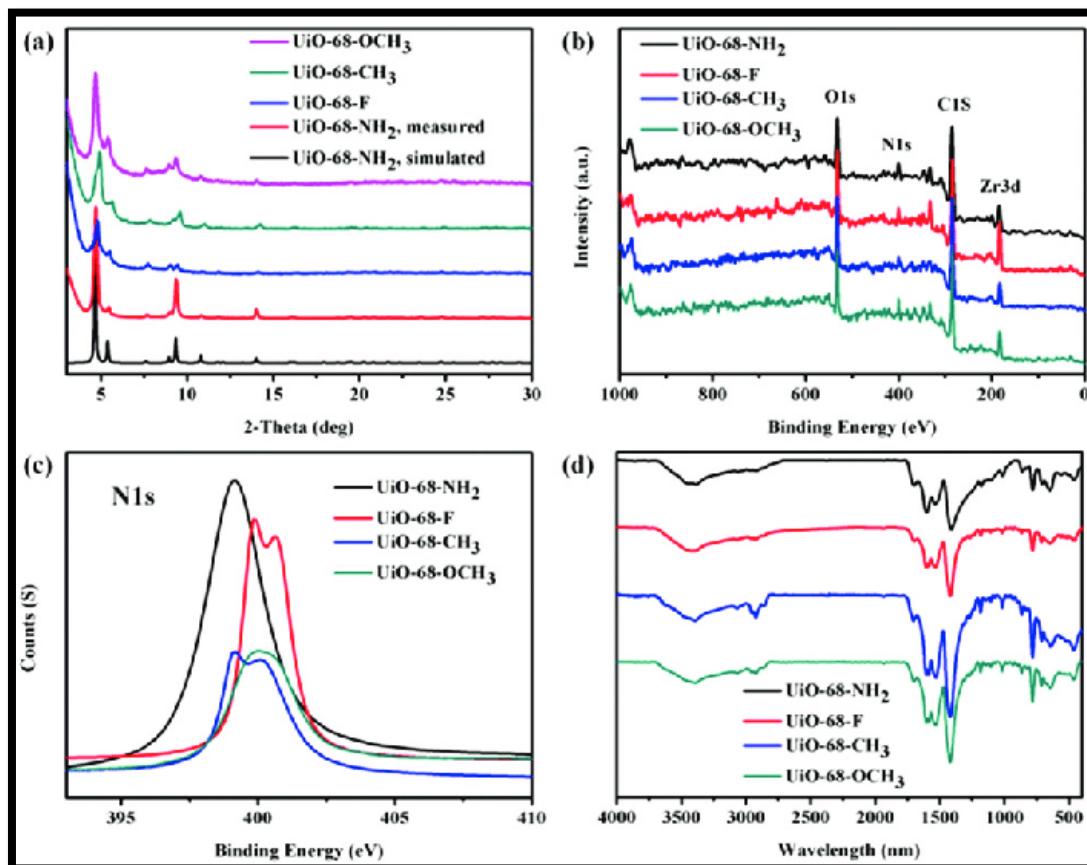 (a)
UiO-68-OCH₃
UiO-68-CH₃
UiO-68-F
UiO-68-NH₂, measured
UiO-68-NH₂, simulated
5 10 15 20 25 30
2-Theta (deg)
(b)
UiO-68-NH₂
UiO-68-F
UiO-68-CH₃
UiO-68-OCH₃
O1s
N1s
C1S
Zr3d
Intensity (a.u.)
1000 800 600 400 200 0
Binding Energy (eV)
(c)
N1s
UiO-68-NH₂
UiO-68-F
UiO-68-CH₃
UiO-68-OCH₃
Counts (S)
395 400 405 410
Binding Energy (eV)
(d)
UiO-68-NH₂
UiO-68-F
UiO-68-CH₃
UiO-68-OCH₃
4000 3500 3000 2500 2000 1500 1000 500
Wavelength (nm)